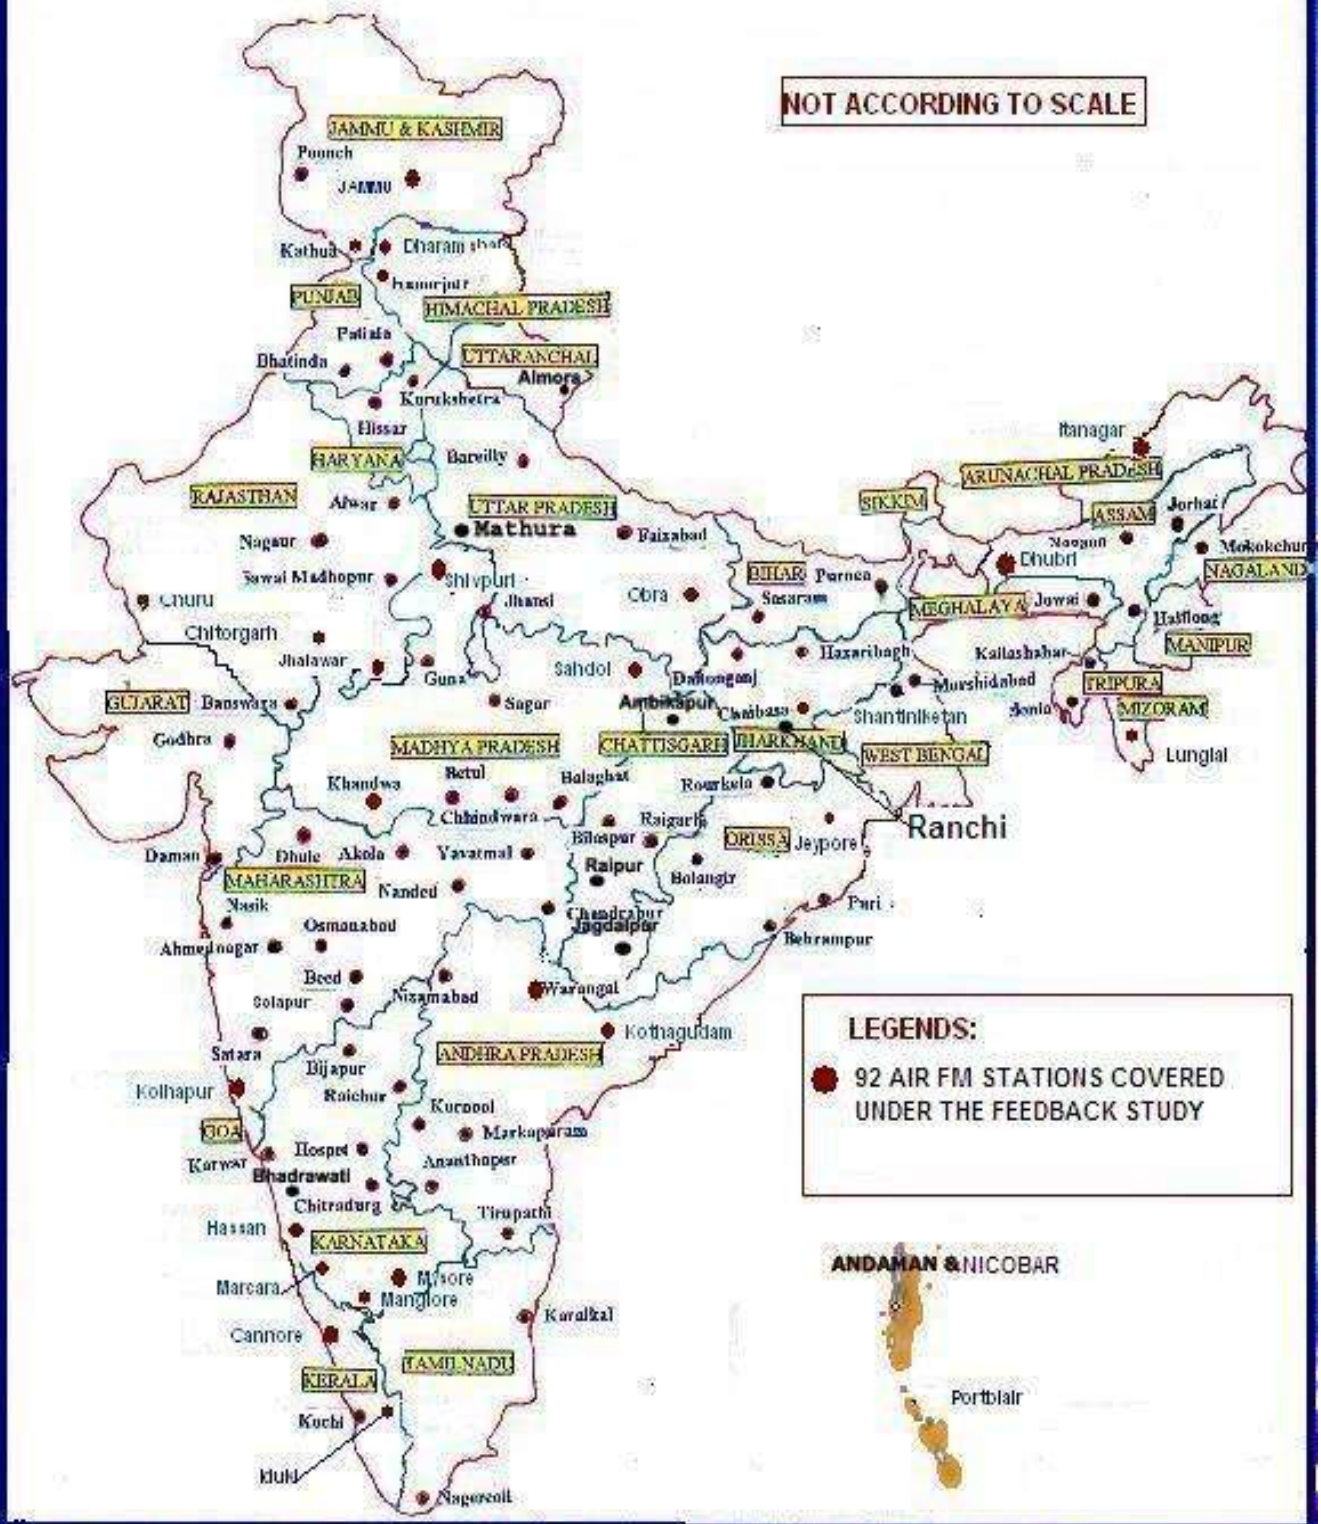 NOT ACCORDING TO SCALE
JAMMU & KASHMIR
Poonch
JAMMU
Kathua
Dharamshala
PUNJAB
HIMACHAL PRADESH
Patiala
UTTARANCHAL
Bhatinda
Almora
Kurukshetra
Hissar
Itanagar
HARYANA
Bareilly
ARUNACHAL PRADESH
RAJASTHAN
Alwar
UTTAR PRADESH
SIKKIM
ASSAM
Jorhat
Mathura
Faizabad
Nagaur
Nagaon
Mokokchun
Dhubri
NAGALAND
BIHAR
Purnea
Sawai Madhopur
Shivpuri
Churu
Jhansi
Obra
Sasaram
MEGHALAYA
Jowai
Haflong
Chitorgarh
MANIPUR
Hazaribagh
Kailashahar
Jhalawar
Guna
Sahdol
Daltonganj
Murshidabad
TRIPURA
GUJARAT
Banswara
Sagar
Ambikapur
Chaibasa
Shantiniketan
MIZORAM
Godhra
MADHYA PRADESH
CHATTISGARH
JHARKHAND
WEST BENGAL
Lunglai
Khandwa
Betul
Balaghat
Rourkela
Chhindwara
Raigarh
Ranchi
Bilaspur
ORISSA
Jeypore
Daman
Dhule
Akola
Yavatmal
Raipur
Bolangir
MAHARASHTRA
Nanded
Nasik
Chandrapur
Puri
Osmanabad
Jagdalpur
Ahmednagar
Behrampur
Beed
Nizamabad
Warangal
Solapur
Kothagudam
Satara
Bijapur
ANDHRA PRADESH
Kolhapur
Raichur
Kurnool
GOA
Markapuram
Karwar
Hospet
Ananthapur
Bhadrawati
Chitradurg
Tirupathi
Hassan
KARNATAKA
Marcara
Mysore
Manglore
Karaikal
Cannore
TAMILNADU
KERALA
Kochi
Idukl
Nagercoil
LEGENDS:
92 AIR FM STATIONS COVERED
UNDER THE FEEDBACK STUDY
ANDAMAN & NICOBAR
Portblair